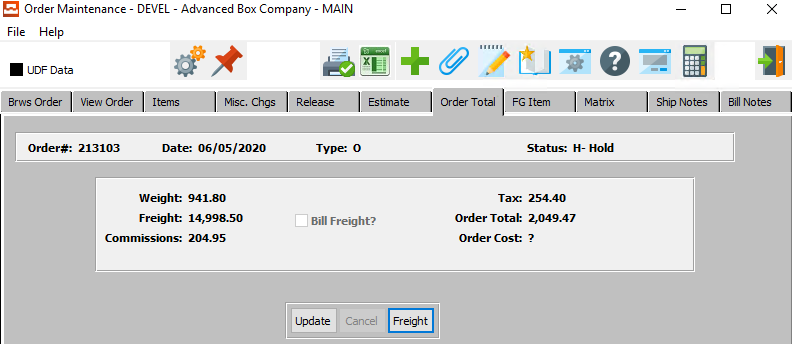 Order Maintenance - DEVEL - Advanced Box Company - MAIN
File Help
UDF Data
Brws Order View Order Items Misc. Chgs Release Estimate Order Total FG Item Matrix Ship Notes Bill Notes
Order#: 213103 Date: 06/05/2020 Type: O Status: H- Hold
Weight: 941.80 Tax: 254.40
Freight: 14,998.50 Bill Freight? Order Total: 2,049.47
Commissions: 204.95 Order Cost: ?
Update Cancel Freight